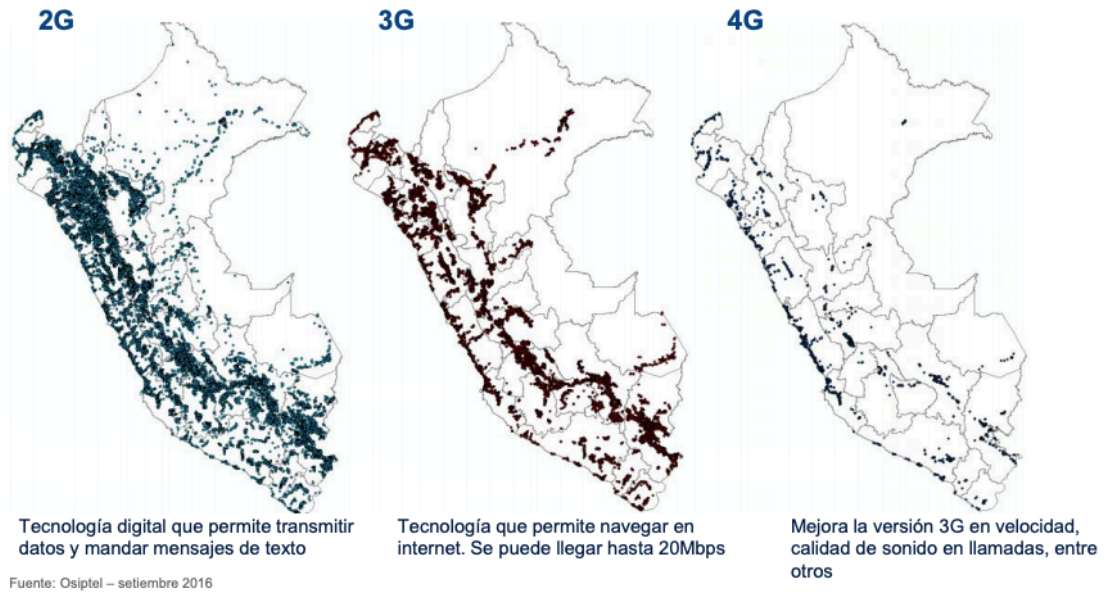 2G
3G
4G
Tecnología digital que permite transmitir
datos y mandar mensajes de texto
Tecnología que permite navegar en
internet. Se puede llegar hasta 20Mbps
Mejora la versión 3G en velocidad,
calidad de sonido en llamadas, entre
otros
Fuente: Osiptel – setiembre 2016